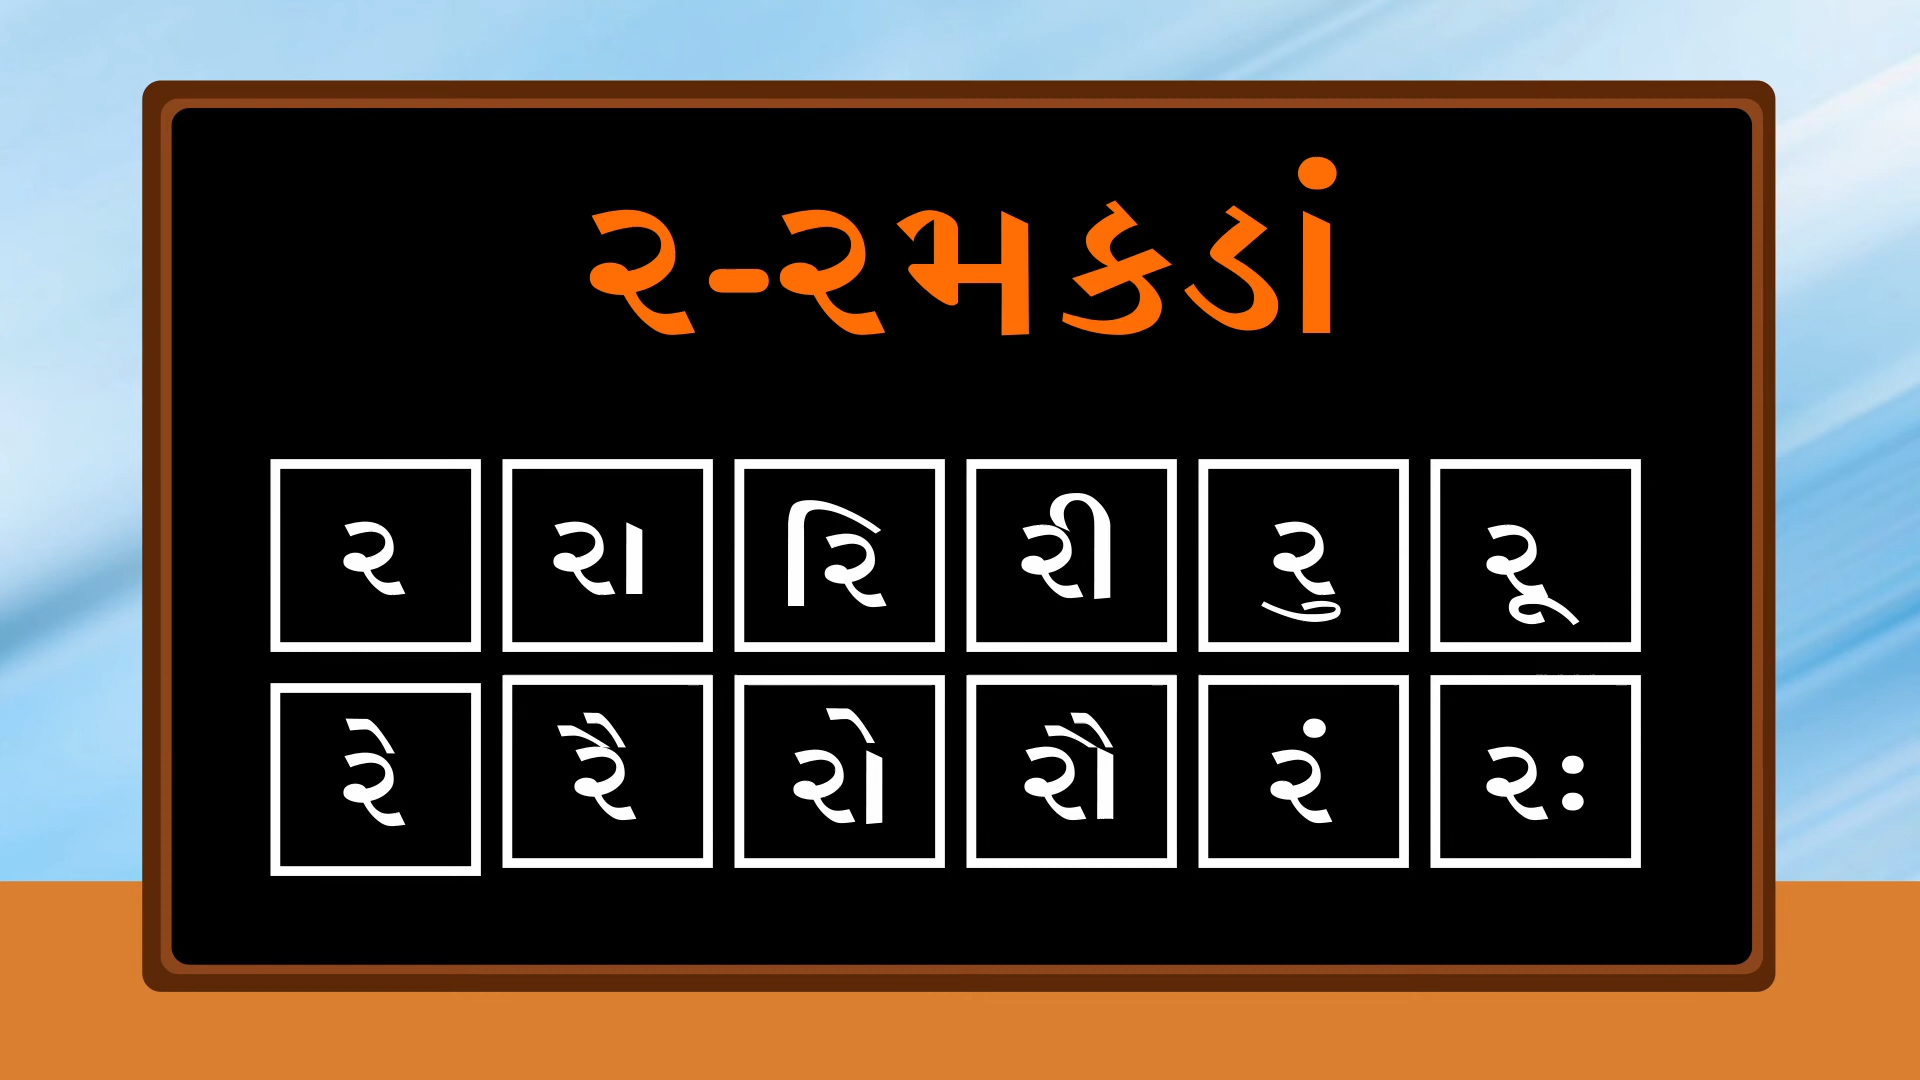 ર-રમકડાં
ર રા રિ રી રુ રૂ
રે રૈ રો રૌ રં રઃ